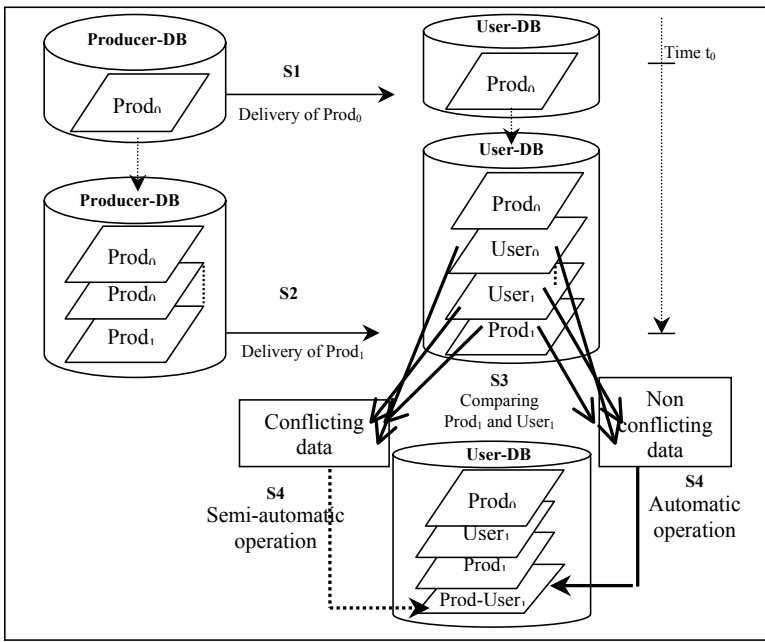 Producer-DB
Prod₀
S1
Delivery of Prod₀
User-DB
Prod₀
Time t₀
Producer-DB
Prod₀
Prod₀
Prod₁
S2
Delivery of Prod₁
User-DB
Prod₀
User₀
User₁
Prod₁
S3
Comparing
Prod₁ and User₁
Conflicting
data
Non
conflicting
data
S4
Semi-automatic
operation
User-DB
Prod₀
User₁
Prod₁
Prod-User₁
S4
Automatic
operation